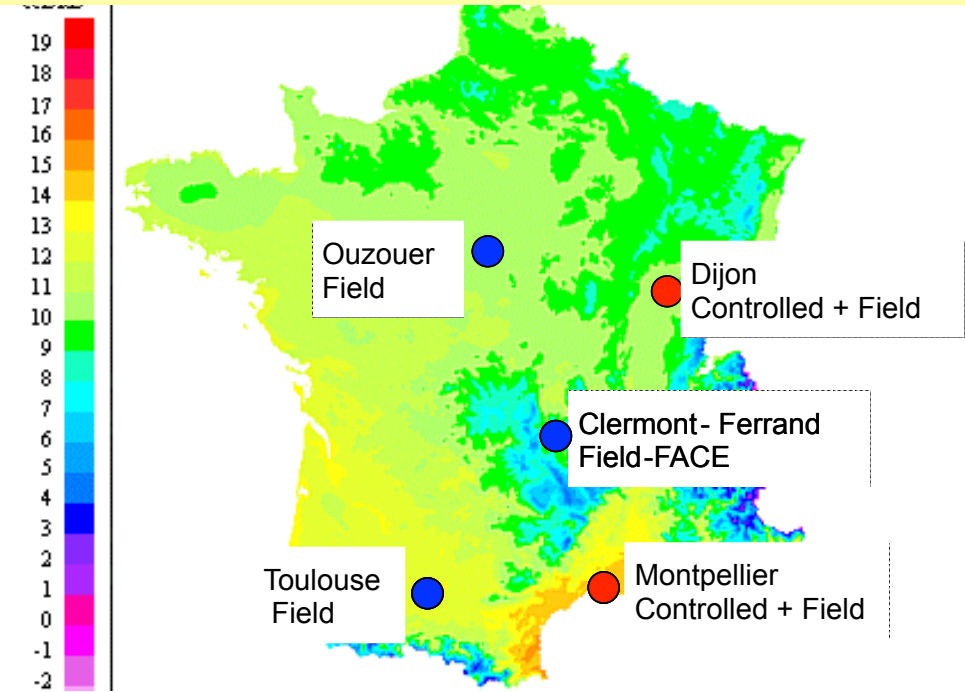 19
18
17
16
15
14
13
12
11
10
9
8
7
6
5
4
3
2
1
0
-1
-2
Ouzouer
Field
Dijon
Controlled + Field
Clermont- Ferrand
Field-FACE
Toulouse
Field
Montpellier
Controlled + Field